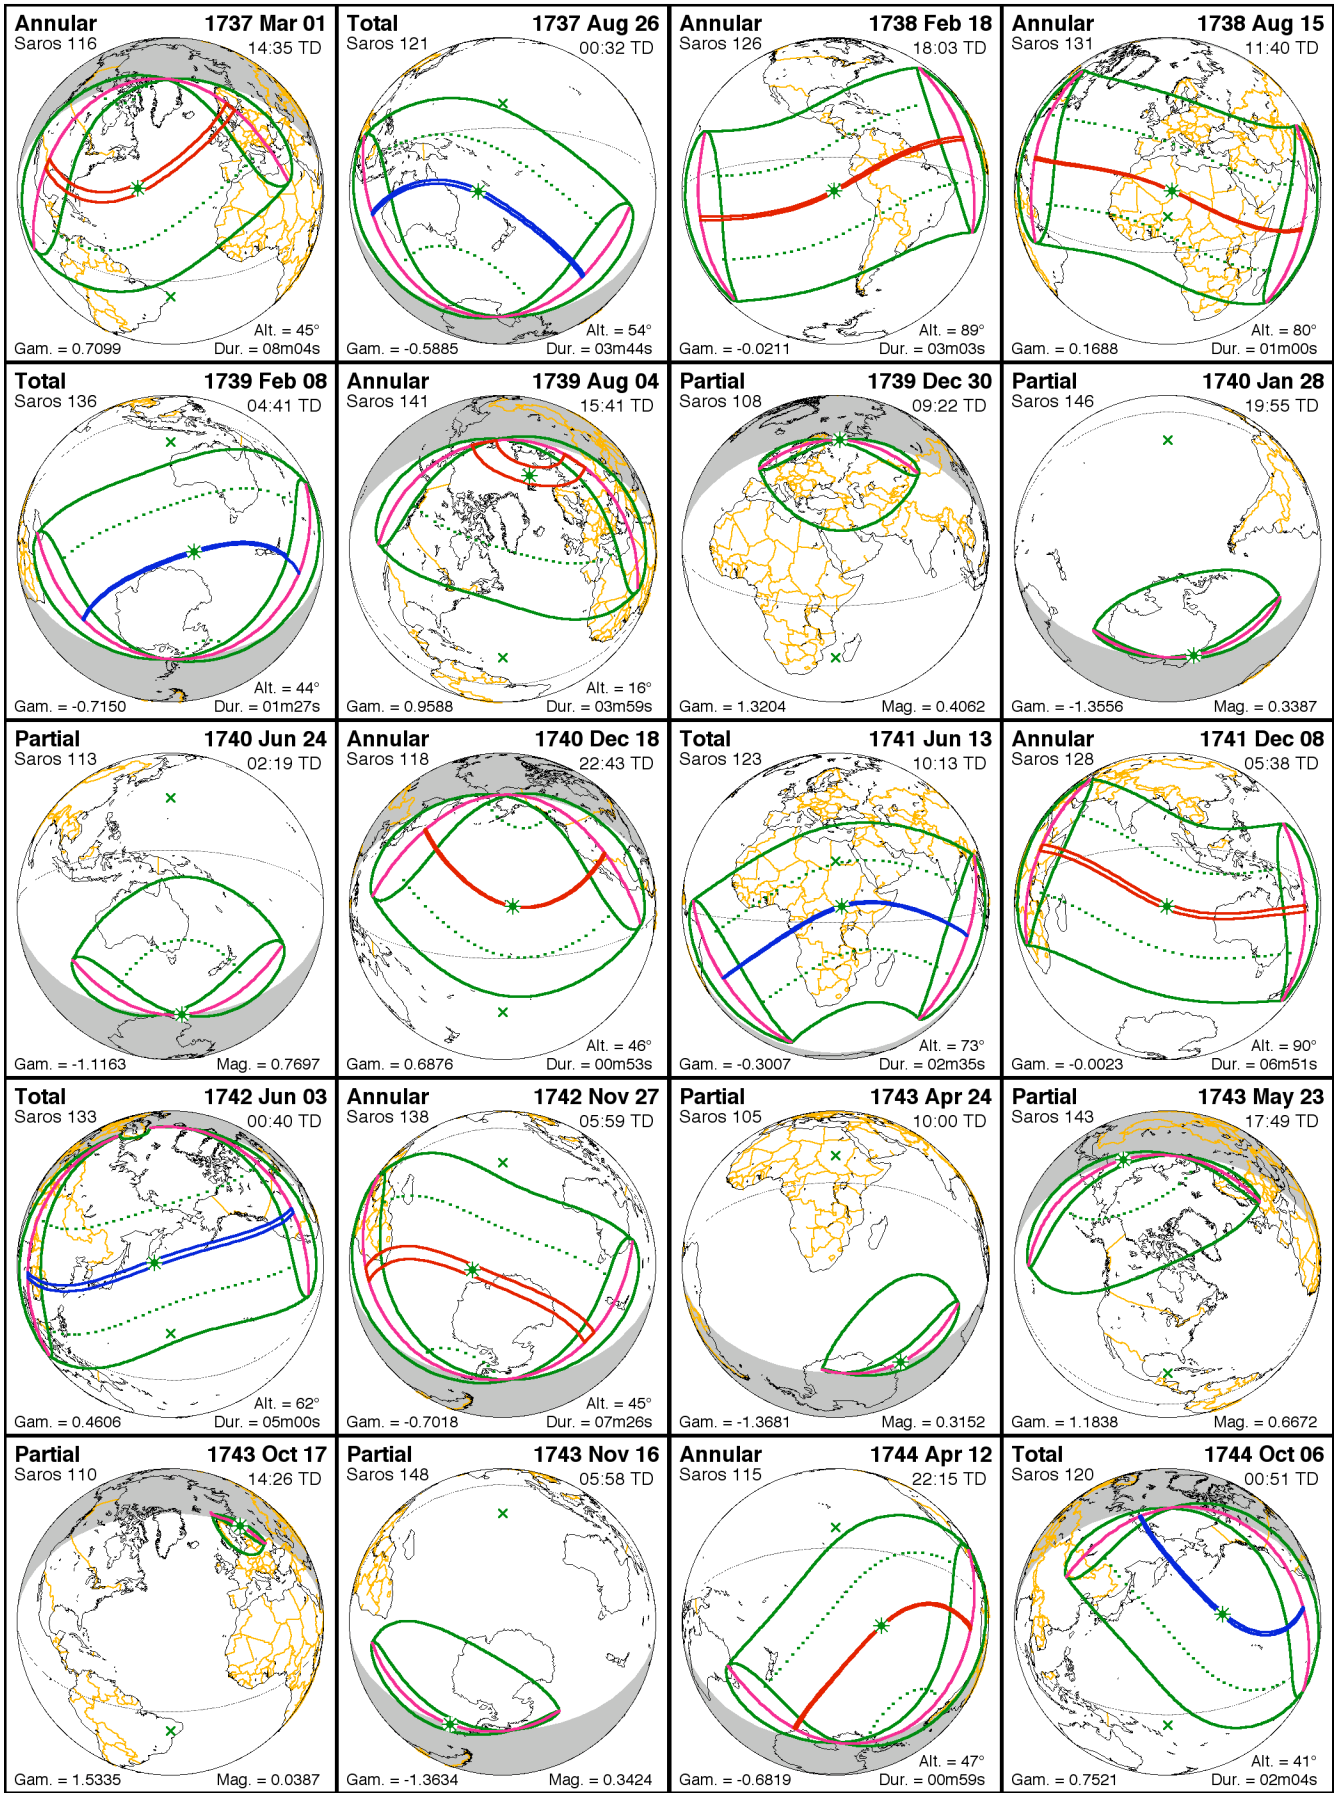 Annular 1737 Mar 01
Saros 116 14:35 TD
Alt. = 45°
Gam. = 0.7099 Dur. = 08m04s
Total 1737 Aug 26
Saros 121 00:32 TD
Alt. = 54°
Gam. = -0.5885 Dur. = 03m44s
Annular 1738 Feb 18
Saros 126 18:03 TD
Alt. = 89°
Gam. = -0.0211 Dur. = 03m03s
Annular 1738 Aug 15
Saros 131 11:40 TD
Alt. = 80°
Gam. = 0.1688 Dur. = 01m00s
Total 1739 Feb 08
Saros 136 04:41 TD
Alt. = 44°
Gam. = -0.7150 Dur. = 01m27s
Annular 1739 Aug 04
Saros 141 15:41 TD
Alt. = 16°
Gam. = 0.9588 Dur. = 03m59s
Partial 1739 Dec 30
Saros 108 09:22 TD
Gam. = 1.3204 Mag. = 0.4062
Partial 1740 Jan 28
Saros 146 19:55 TD
Gam. = -1.3556 Mag. = 0.3387
Partial 1740 Jun 24
Saros 113 02:19 TD
Gam. = -1.1163 Mag. = 0.7697
Annular 1740 Dec 18
Saros 118 22:43 TD
Alt. = 46°
Gam. = 0.6876 Dur. = 00m53s
Total 1741 Jun 13
Saros 123 10:13 TD
Alt. = 73°
Gam. = -0.3007 Dur. = 02m35s
Annular 1741 Dec 08
Saros 128 05:38 TD
Alt. = 90°
Gam. = -0.0023 Dur. = 06m51s
Total 1742 Jun 03
Saros 133 00:40 TD
Alt. = 62°
Gam. = 0.4606 Dur. = 05m00s
Annular 1742 Nov 27
Saros 138 05:59 TD
Alt. = 45°
Gam. = -0.7018 Dur. = 07m26s
Partial 1743 Apr 24
Saros 105 10:00 TD
Gam. = -1.3681 Mag. = 0.3152
Partial 1743 May 23
Saros 143 17:49 TD
Gam. = 1.1838 Mag. = 0.6672
Partial 1743 Oct 17
Saros 110 14:26 TD
Gam. = 1.5335 Mag. = 0.0387
Partial 1743 Nov 16
Saros 148 05:58 TD
Gam. = -1.3634 Mag. = 0.3424
Annular 1744 Apr 12
Saros 115 22:15 TD
Alt. = 47°
Gam. = -0.6819 Dur. = 00m59s
Total 1744 Oct 06
Saros 120 00:51 TD
Alt. = 41°
Gam. = 0.7521 Dur. = 02m04s